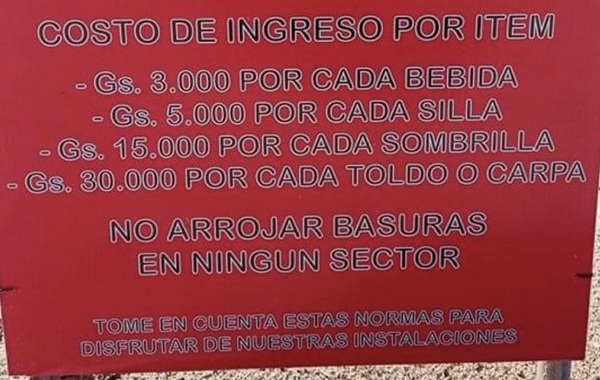 COSTO DE INGRESO POR ITEM
- Gs. 3.000 POR CADA BEBIDA
- Gs. 5.000 POR CADA SILLA
- Gs. 15.000 POR CADA SOMBRILLA
- Gs. 30.000 POR CADA TOLDO O CARPA
NO ARROJAR BASURAS
EN NINGUN SECTOR
TOME EN CUENTA ESTAS NORMAS PARA
DISFRUTAR DE NUESTRAS INSTALACIONES